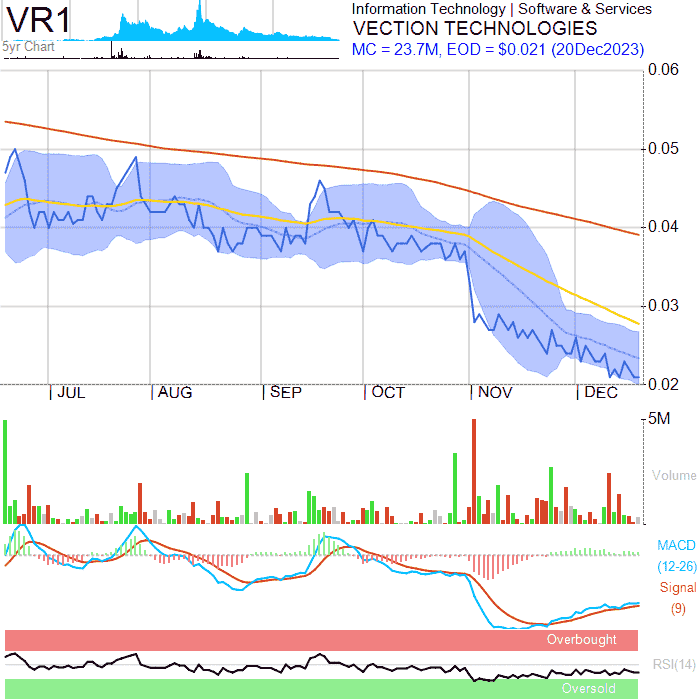 VR1
5yr Chart
Information Technology | Software & Services
VECTION TECHNOLOGIES
MC = 23.7M, EOD = $0.021 (20Dec2023)
0.06
0.05
0.04
0.03
0.02
JUL
AUG
SEP
OCT
NOV
DEC
5M
Volume
MACD
(12-26)
Signal
(9)
Overbought
RSI(14)
Oversold